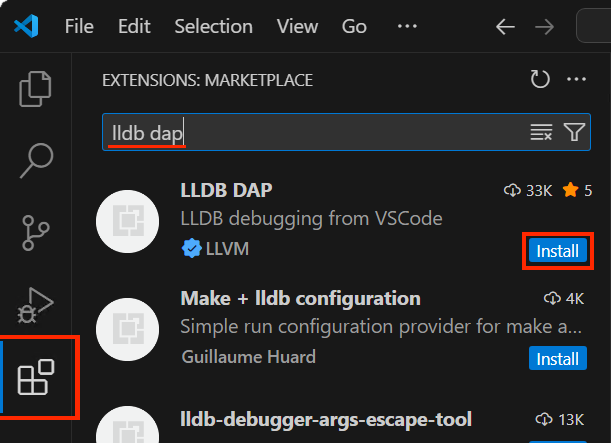 File Edit Selection View Go ...
EXTENSIONS: MARKETPLACE ...
lldb dap
LLDB DAP 33K 5
LLDB debugging from VSCode
LLVM Install
Make + lldb configuration 4K
Simple run configuration provider for make a...
Guillaume Huard Install
lldb-debugger-args-escape-tool 13K